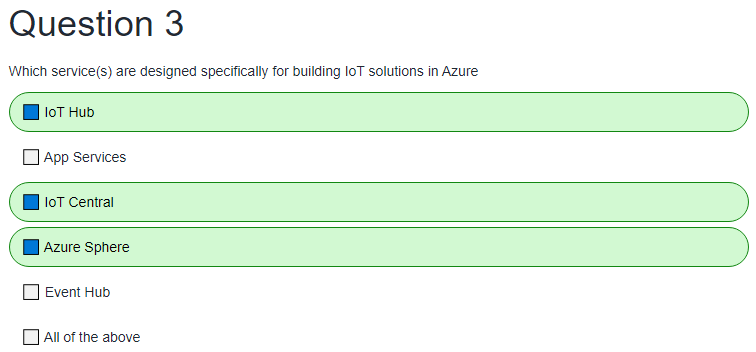 Question 3
Which service(s) are designed specifically for building IoT solutions in Azure
IoT Hub
App Services
IoT Central
Azure Sphere
Event Hub
All of the above